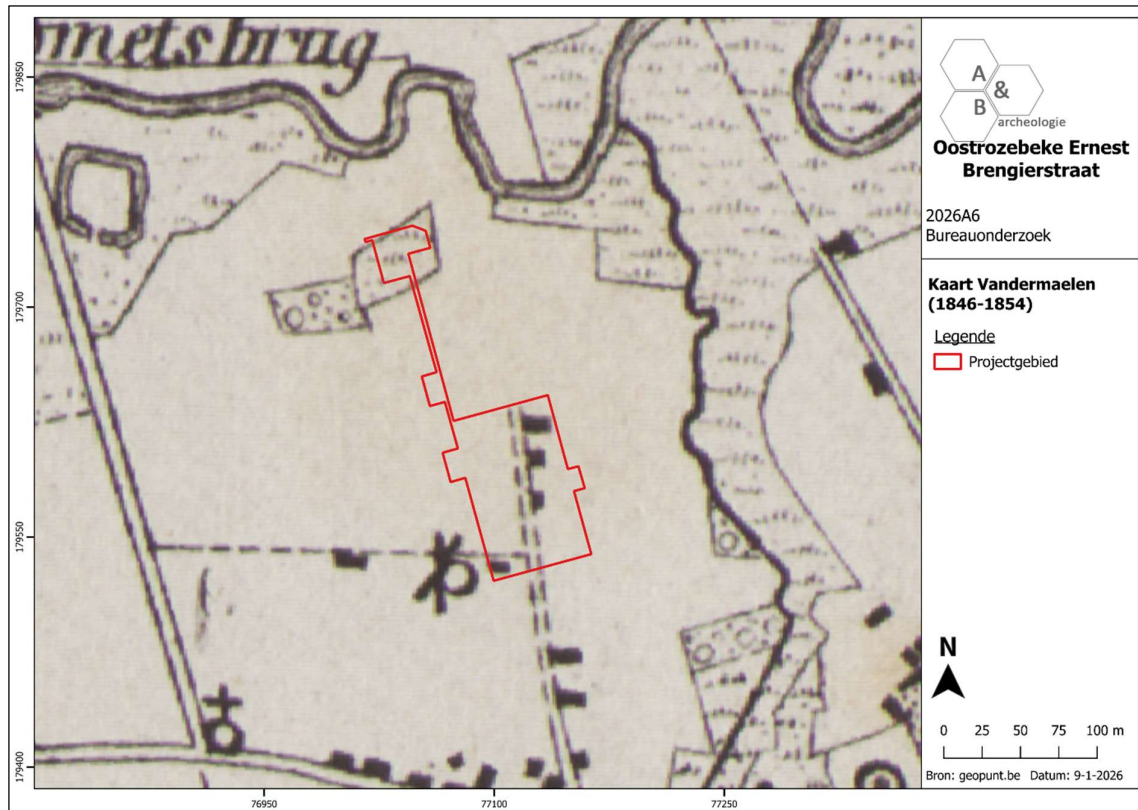 mmetsbrug
179850
179700
179550
179400
76950
77100
77250
A
&
B
archeologie
Oostrozebeke Ernest
Brengierstraat
2026A6
Bureauonderzoek
Kaart Vandermaelen
(1846-1854)
Legende
Projectgebied
N
0 25 50 75 100 m
Bron: geopunt.be Datum: 9-1-2026